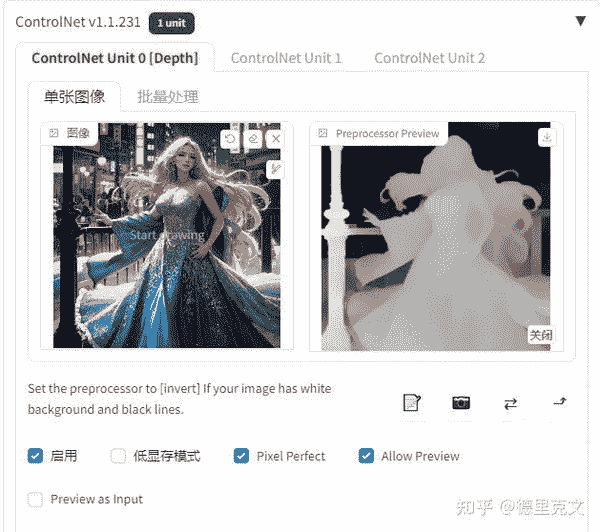 ControlNet v1.1.231 1 unit
ControlNet Unit 0 [Depth] ControlNet Unit 1 ControlNet Unit 2
单张图像 批量处理
图像 Preprocessor Preview
Start drawing
关闭
Set the preprocessor to [invert] If your image has white
background and black lines.
启用 低显存模式 Pixel Perfect Allow Preview
Preview as Input
知乎 @德里克文